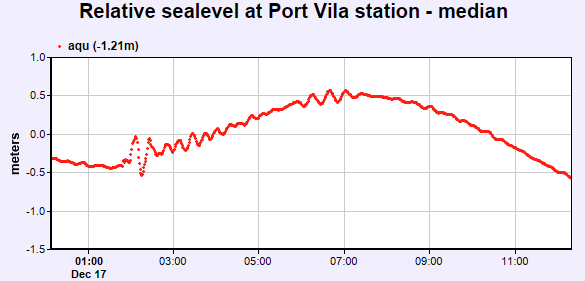 Relative sealevel at Port Vila station - median
aqu (-1.21m)
1.0
0.5
0.0
-0.5
-1.0
-1.5
meters
01:00 03:00 05:00 07:00 09:00 11:00
Dec 17